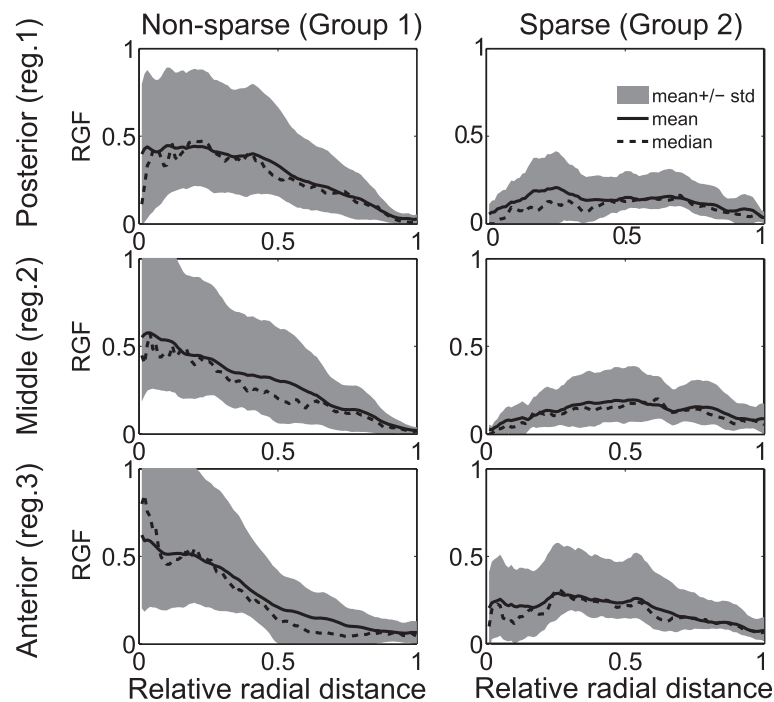 Non-sparse (Group 1) Sparse (Group 2)
Posterior (reg.1)
RGF
1
0.5
0
0 0.5 1
1
0.5
0
0 0.5 1
mean+/− std
mean
median
Middle (reg.2)
RGF
1
0.5
0
0 0.5 1
1
0.5
0
0 0.5 1
Anterior (reg.3)
RGF
1
0.5
0
0 0.5 1
1
0.5
0
0 0.5 1
Relative radial distance Relative radial distance